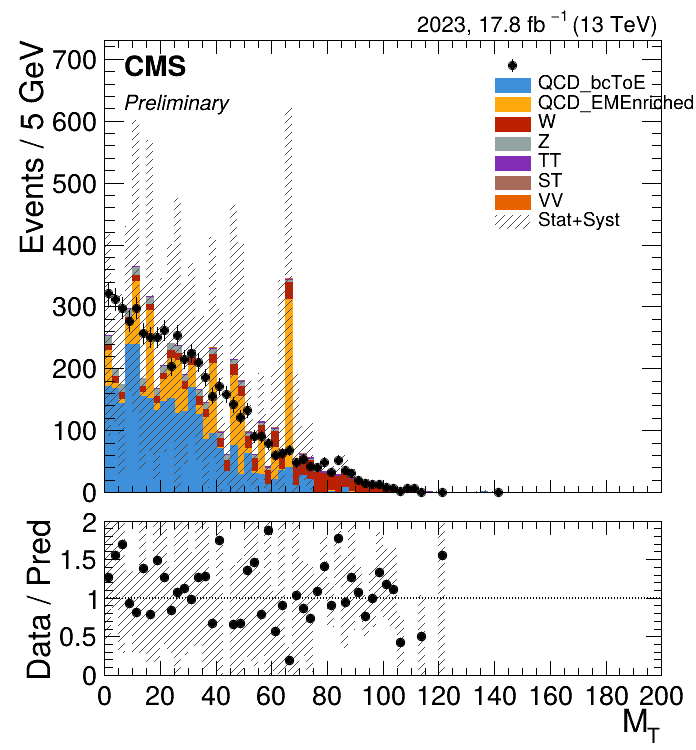 2023, 17.8 fb⁻¹ (13 TeV)
CMS
Preliminary
Events / 5 GeV
700
600
500
400
300
200
100
0
QCD_bcToE
QCD_EMEnriched
W
Z
TT
ST
VV
Stat+Syst
Data / Pred
2
1.5
1
0.5
0
0 20 40 60 80 100 120 140 160 180 200
M_T